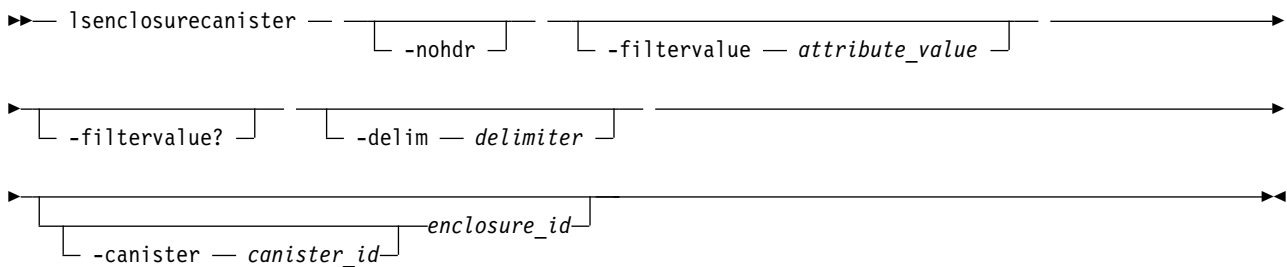 lsenclosurecanister — -nohdr -filtervalue — attribute_value
-filtervalue? -delim — delimiter
enclosure_id
-canister — canister_id